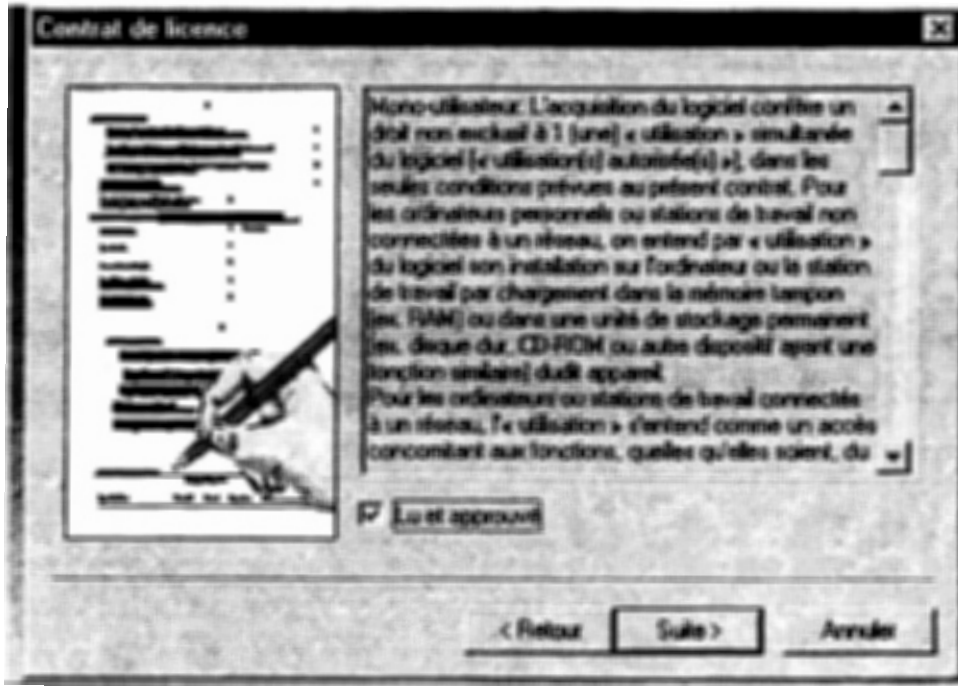 Contrat de licence
Mono-utilisateur. L'acquisition du logiciel confère un
droit non exclusif à 1 (une) « utilisation » simultanée
du logiciel (« utilisation(s) autorisée(s) »), dans les
seules conditions prévues au présent contrat. Pour
les ordinateurs personnels ou stations de travail non
connectées à un réseau, on entend par « utilisation »
du logiciel son installation sur l'ordinateur ou la station
de travail par chargement dans la mémoire tampon
(ex. RAM) ou dans une unité de stockage permanent
(ex. disque dur, CD-ROM ou autre dispositif ayant une
fonction similaire) dudit appareil.
Pour les ordinateurs ou stations de travail connectés
à un réseau, l'« utilisation » s'entend comme un accès
concomitant aux fonctions, quelles qu'elles soient, du
Lu et approuvé
< Retour
Suite >
Annuler